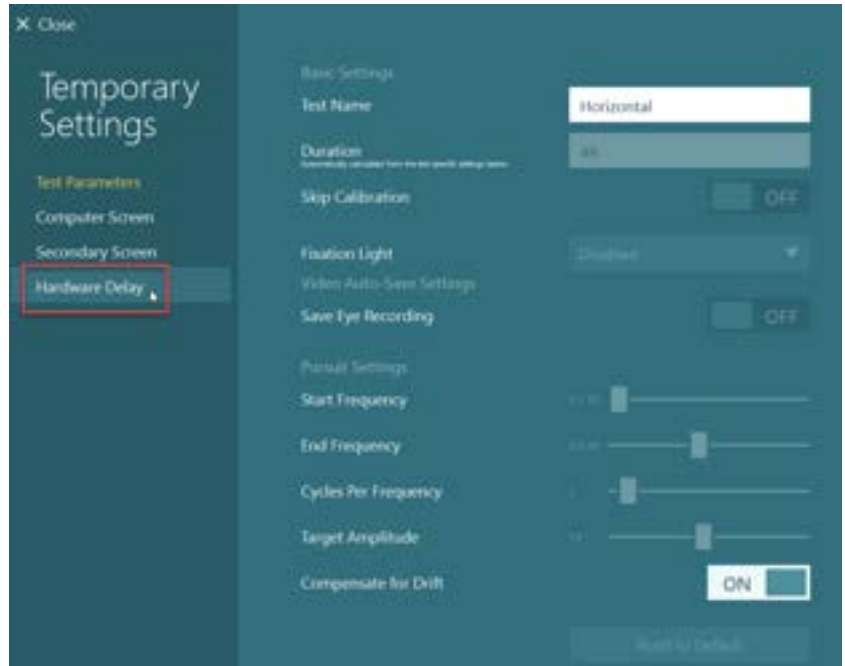 × Close
Temporary
Settings
Test Parameters
Computer Screen
Secondary Screen
Hardware Delay
Basic Settings
Test Name
Horizontal
Duration
Skip Calibration
OFF
Fixation Light
Disabled
Video Auto-Save Settings
Save Eye Recording
OFF
Pursuit Settings
Start Frequency
End Frequency
Cycles Per Frequency
Target Amplitude
Compensate for Drift
ON
Reset to Default